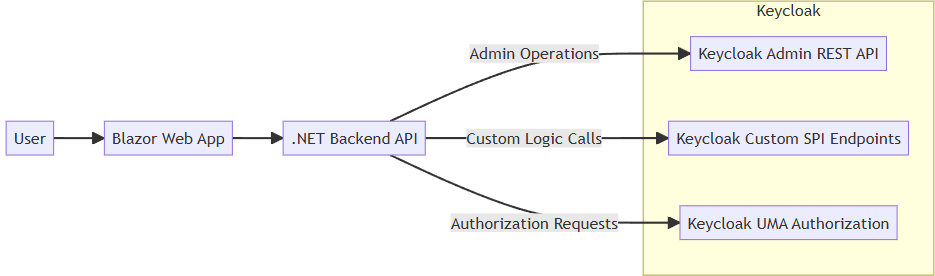 Keycloak
Admin Operations
Keycloak Admin REST API
User
Blazor Web App
.NET Backend API
Custom Logic Calls
Keycloak Custom SPI Endpoints
Authorization Requests
Keycloak UMA Authorization